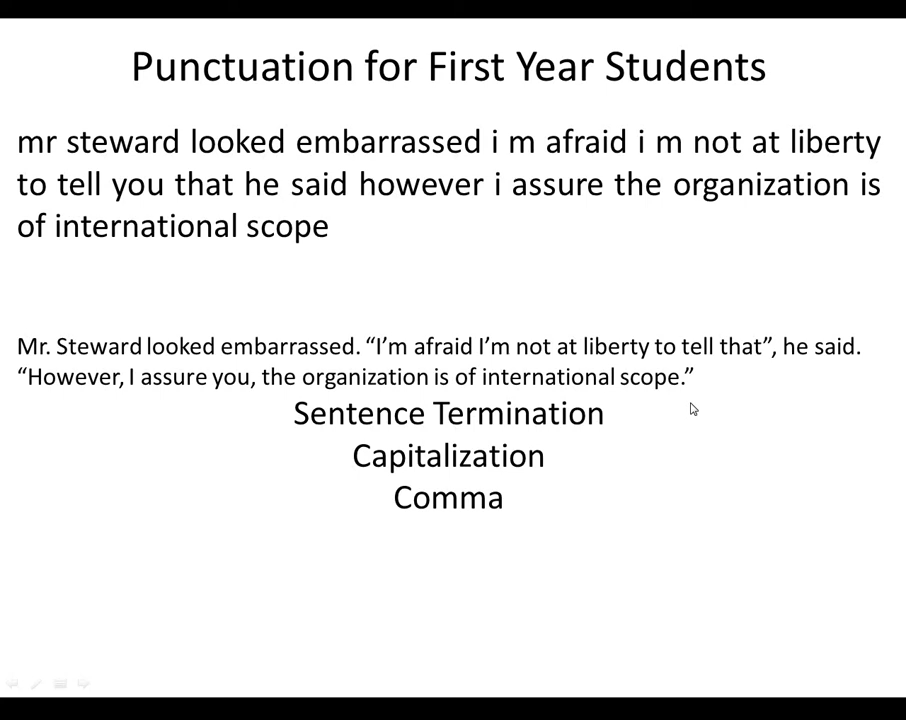 Punctuation for First Year Students
mr steward looked embarrassed i m afraid i m not at liberty
to tell you that he said however i assure the organization is
of international scope
Mr. Steward looked embarrassed. “I’m afraid I’m not at liberty to tell that”, he said.
“However, I assure you, the organization is of international scope.”
Sentence Termination
Capitalization
Comma